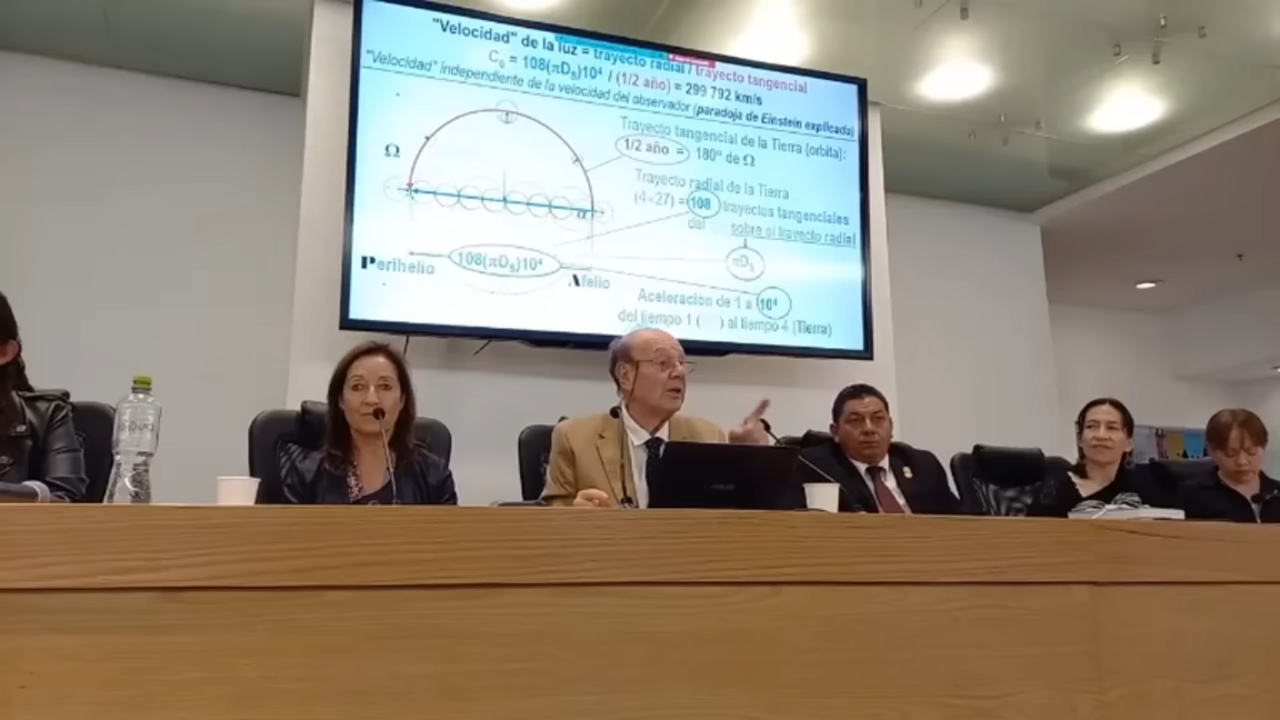 "Velocidad" de la luz = trayecto radial / trayecto tangencial
C₀ = 108(πDₛ)10⁴ / (1/2 año) = 299 792 km/s
"Velocidad" independiente de la velocidad del observador (paradoja de Einstein explicada)
Trayecto tangencial de la Tierra (orbita):
1/2 año = 180º de Ω
Ω
Trayecto radial de la Tierra
(4×27) = 108 trayectos tangenciales
del sobre el trayecto radial
α
πDₛ
108(πDₛ)10⁴
Perihelio
Afelio
Aceleración de 1 a 10⁴
del tiempo 1 ( ) al tiempo 4 (Tierra)